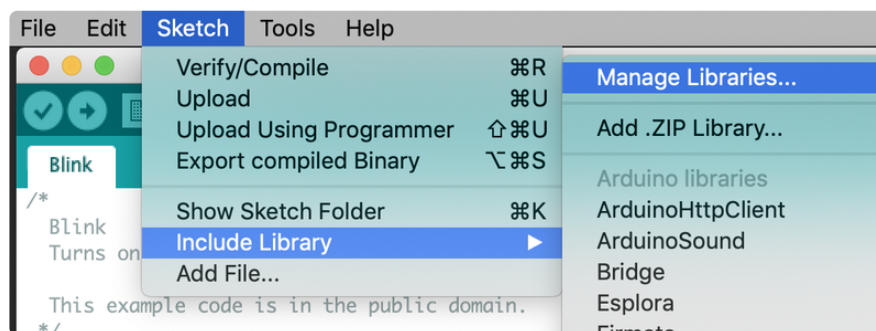 File Edit Sketch Tools Help
Verify/Compile ⌘R
Upload ⌘U
Upload Using Programmer ⇧⌘U
Export compiled Binary ⌥⌘S
Show Sketch Folder ⌘K
Include Library ▶
Add File...
Manage Libraries...
Add .ZIP Library...
Arduino libraries
ArduinoHttpClient
ArduinoSound
Bridge
Esplora
Blink
/*
Blink
Turns on
This example code is in the public domain.
*/